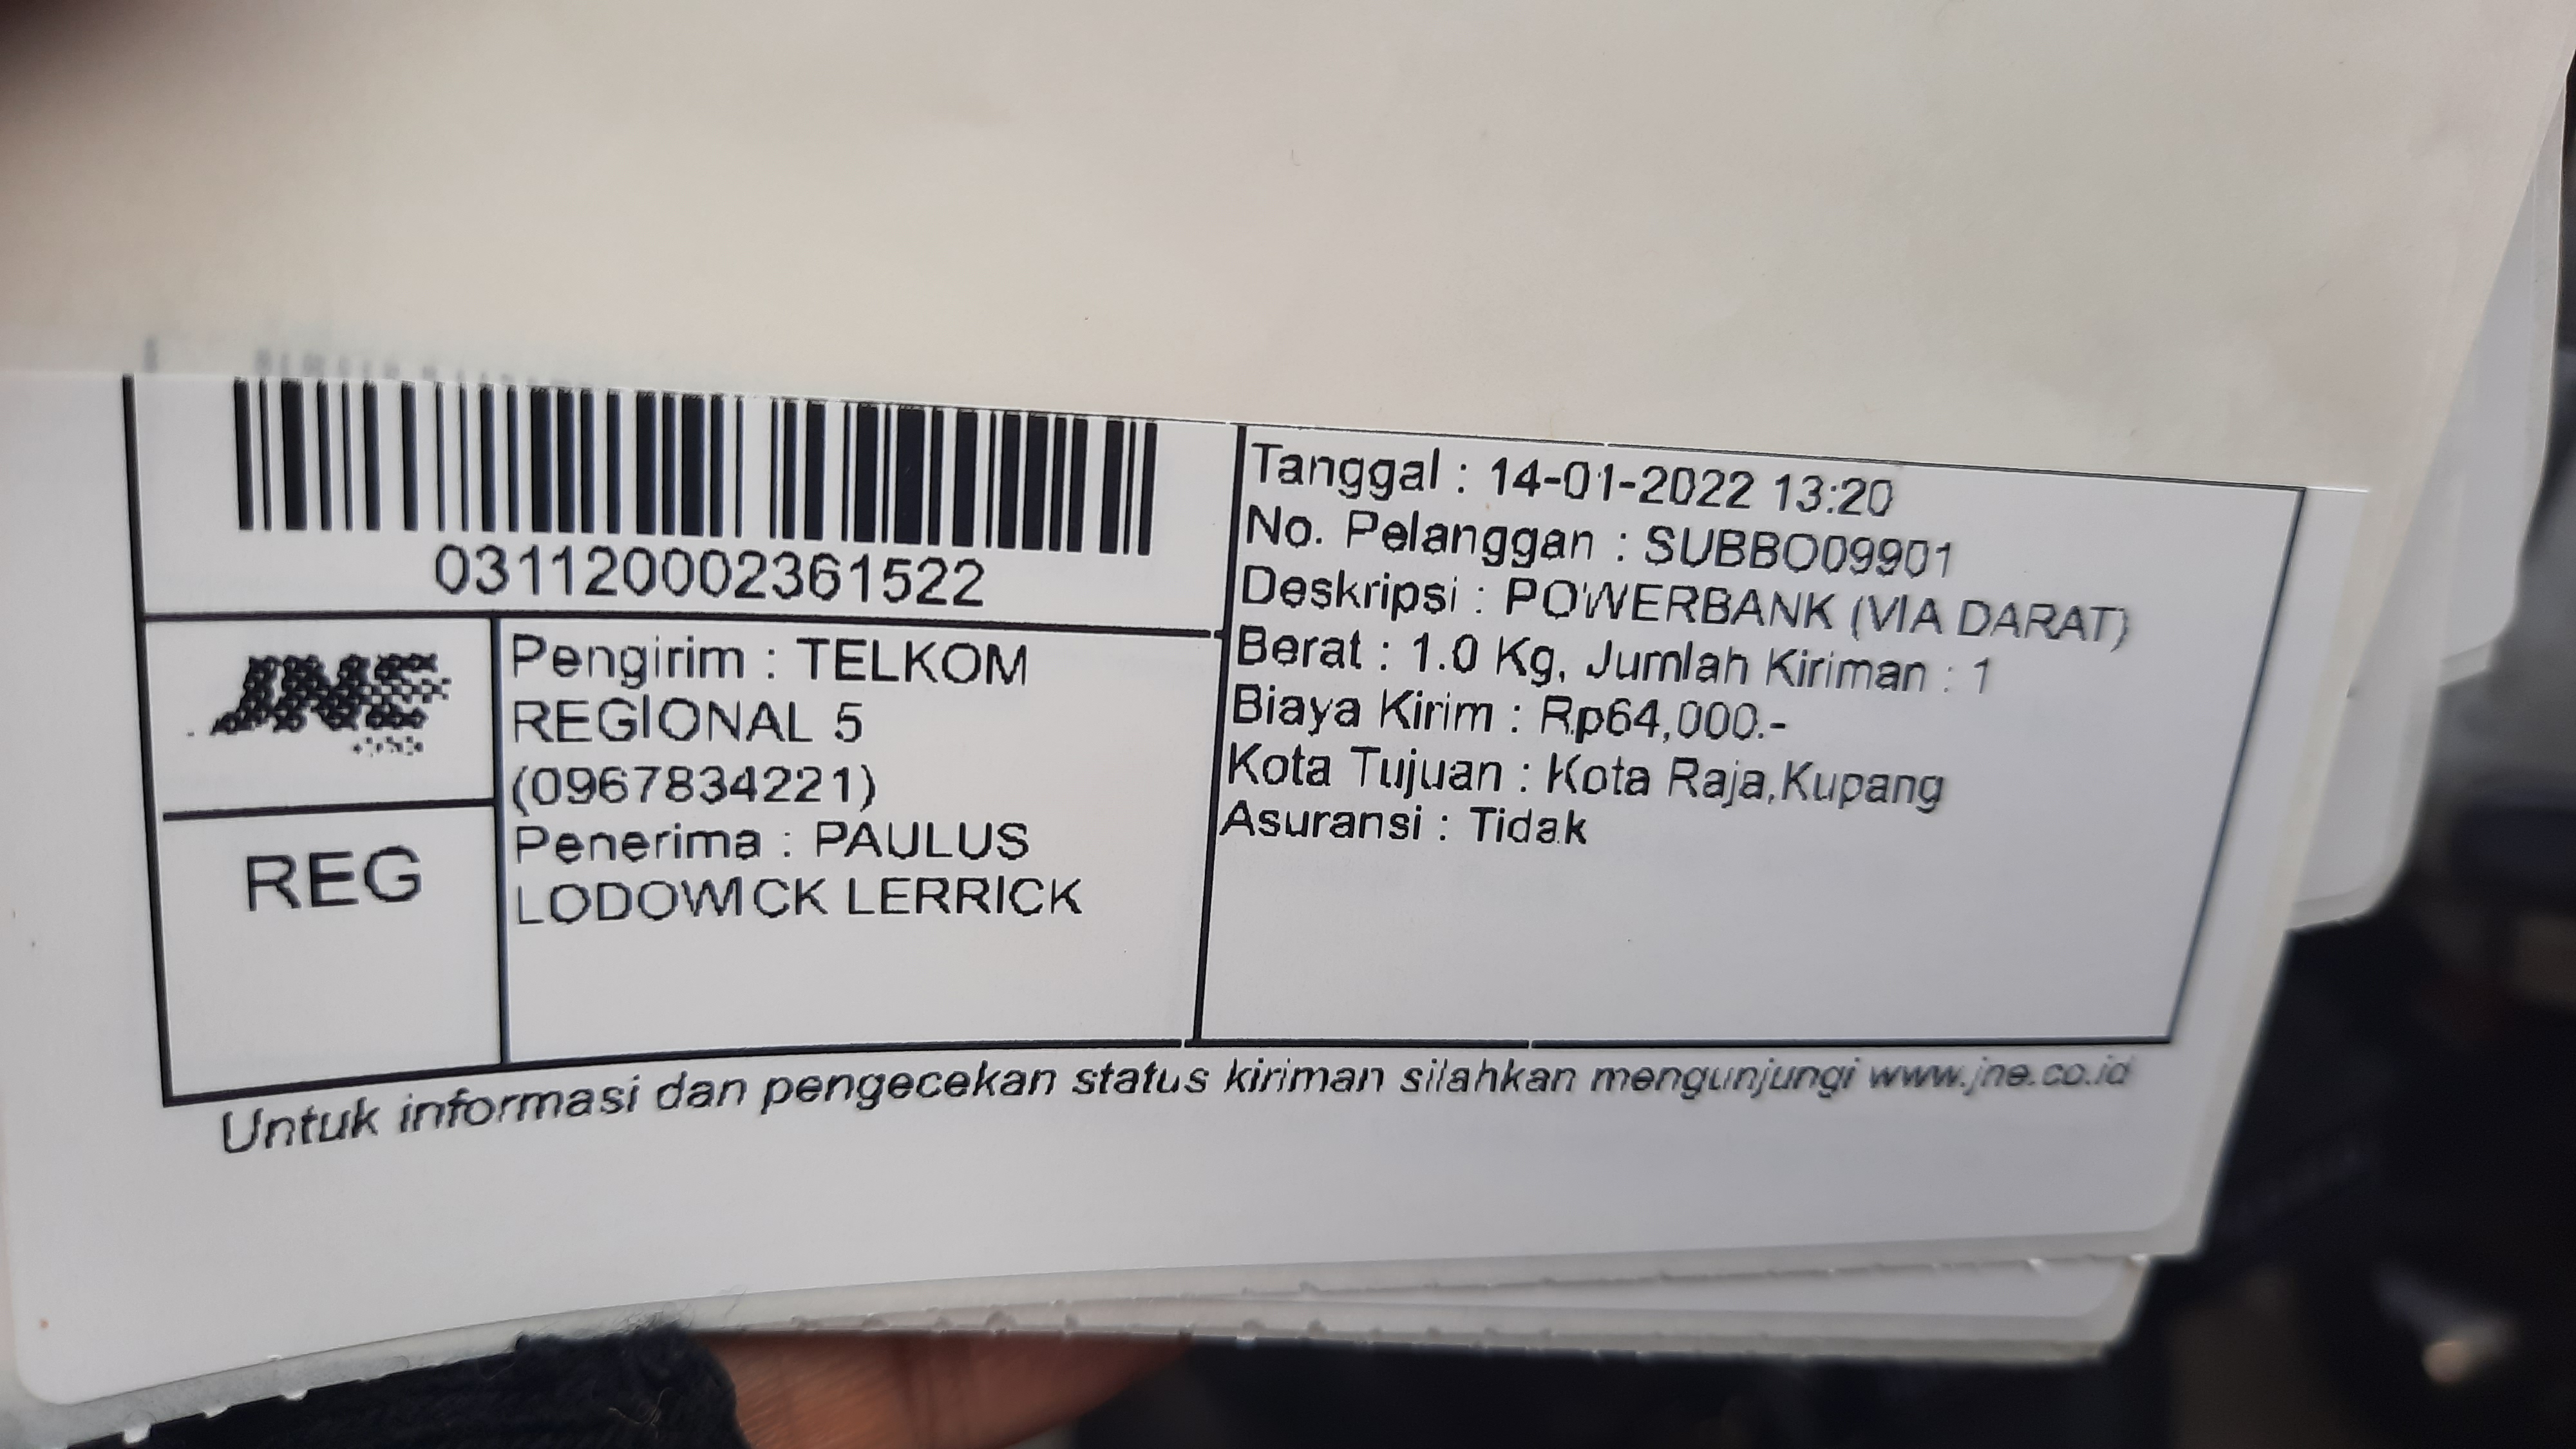 031120002361522
JNE
REG
Pengirim : TELKOM
REGIONAL 5
(0967834221)
Penerima : PAULUS
LODOWICK LERRICK
Tanggal : 14-01-2022 13:20
No. Pelanggan : SUBBO09901
Deskripsi : POWERBANK (VIA DARAT)
Berat : 1.0 Kg, Jumlah Kiriman : 1
Biaya Kirim : Rp64,000.-
Kota Tujuan : Kota Raja,Kupang
Asuransi : Tidak
Untuk informasi dan pengecekan status kiriman silahkan mengunjungi www.jne.co.id